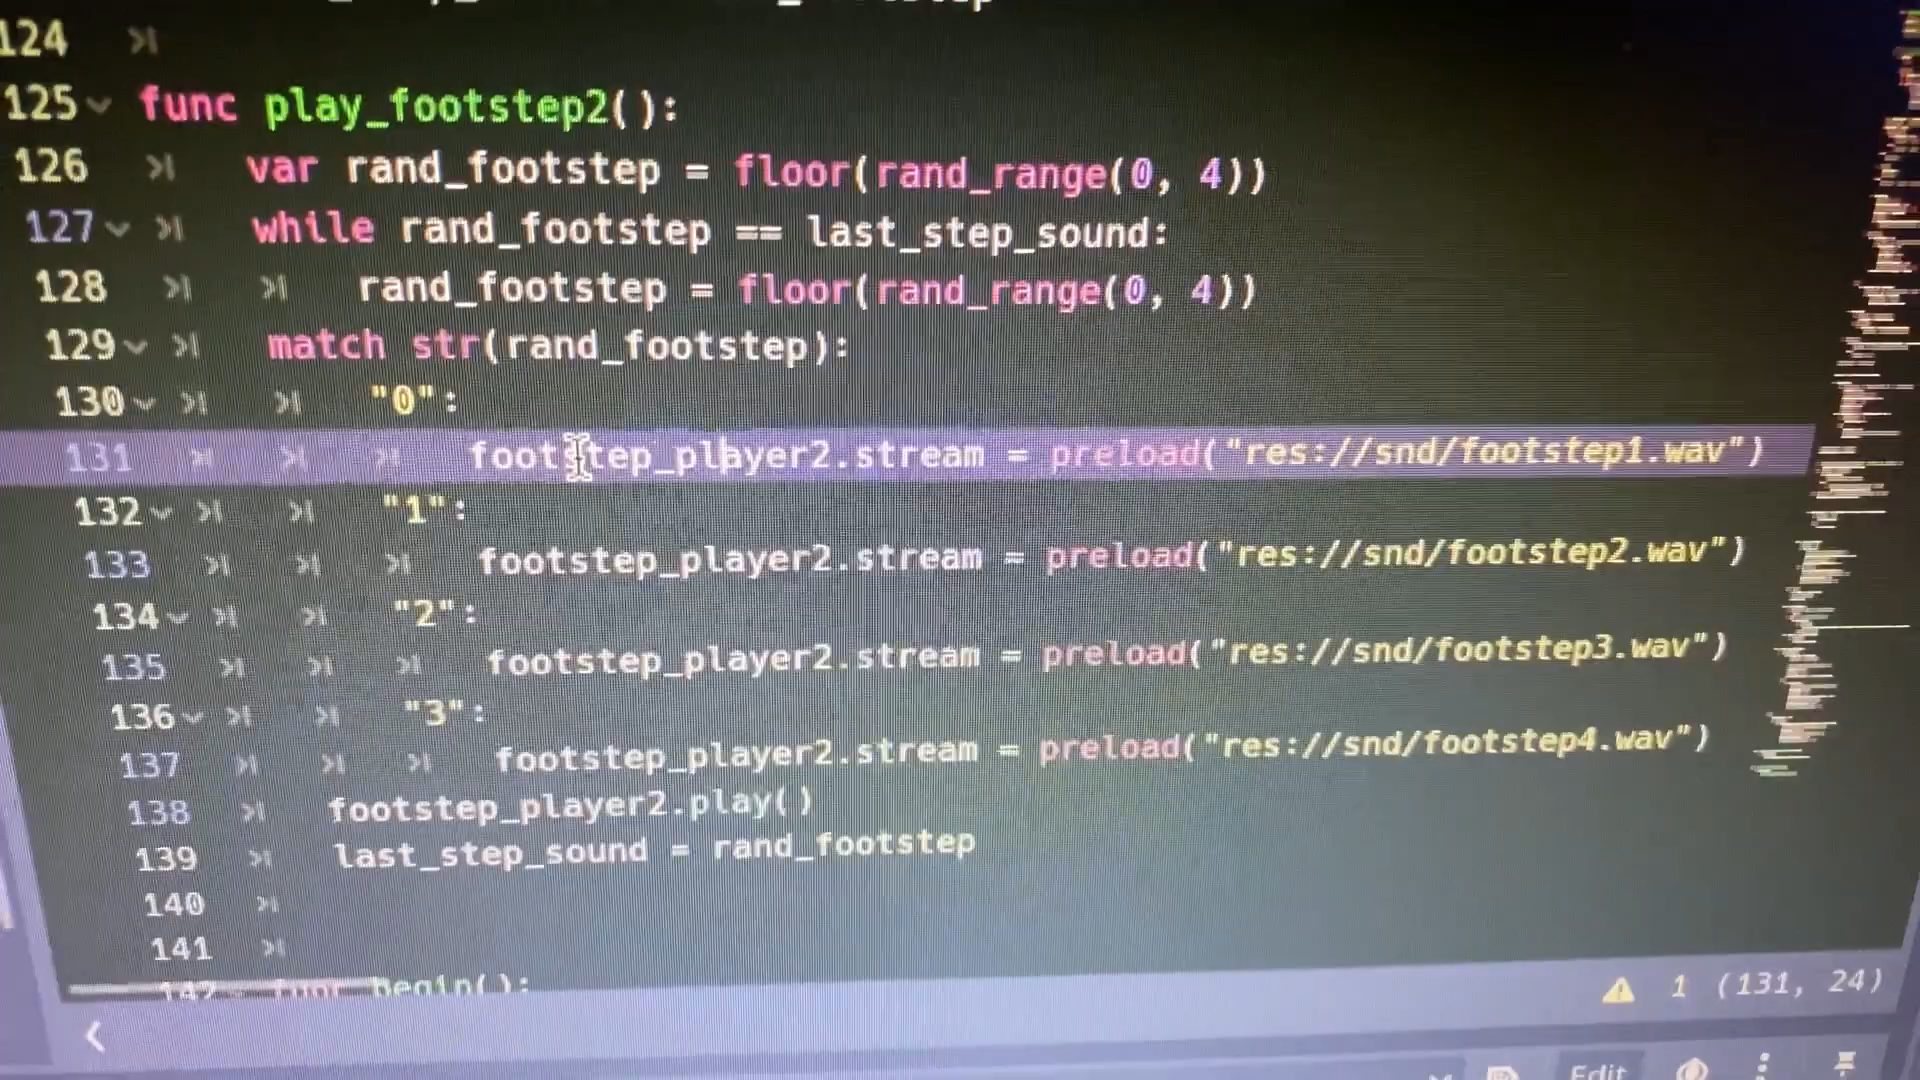 124
125 func play_footstep2():
126 var rand_footstep = floor(rand_range(0, 4))
127 while rand_footstep == last_step_sound:
128 rand_footstep = floor(rand_range(0, 4))
129 match str(rand_footstep):
130 "0":
131 footstep_player2.stream = preload("res://snd/footstep1.wav")
132 "1":
133 footstep_player2.stream = preload("res://snd/footstep2.wav")
134 "2":
135 footstep_player2.stream = preload("res://snd/footstep3.wav")
136 "3":
137 footstep_player2.stream = preload("res://snd/footstep4.wav")
138 footstep_player2.play()
139 last_step_sound = rand_footstep
140
141
142 func begin():
1 (131, 24)
Edit